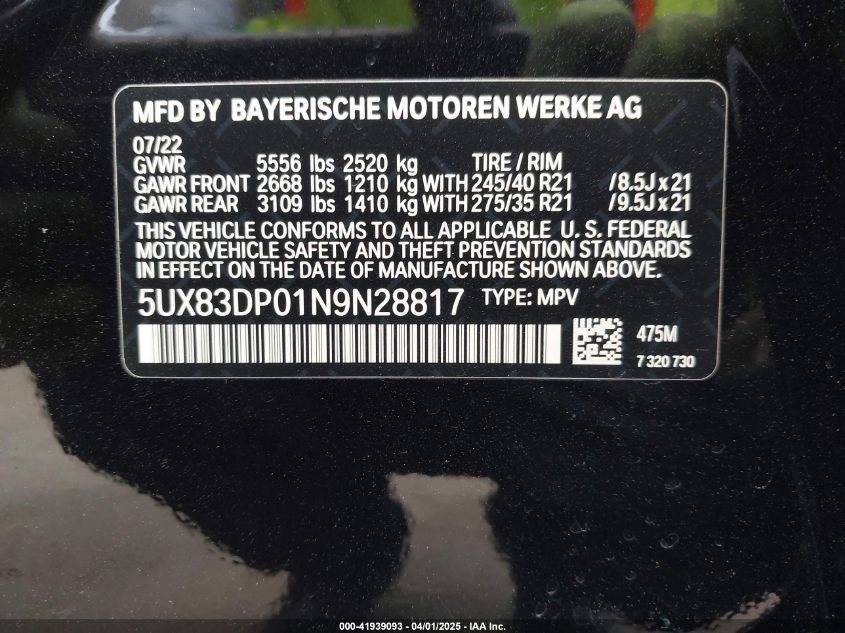 MFD BY BAYERISCHE MOTOREN WERKE AG
07/22
GVWR 5556 lbs 2520 kg TIRE / RIM
GAWR FRONT 2668 lbs 1210 kg WITH 245/40 R21 /8.5J x 21
GAWR REAR 3109 lbs 1410 kg WITH 275/35 R21 /9.5J x 21
THIS VEHICLE CONFORMS TO ALL APPLICABLE U. S. FEDERAL
MOTOR VEHICLE SAFETY AND THEFT PREVENTION STANDARDS
IN EFFECT ON THE DATE OF MANUFACTURE SHOWN ABOVE.
5UX83DP01N9N28817 TYPE: MPV
475M
7 320 730
000-41939093 - 04/01/2025 - IAA Inc.